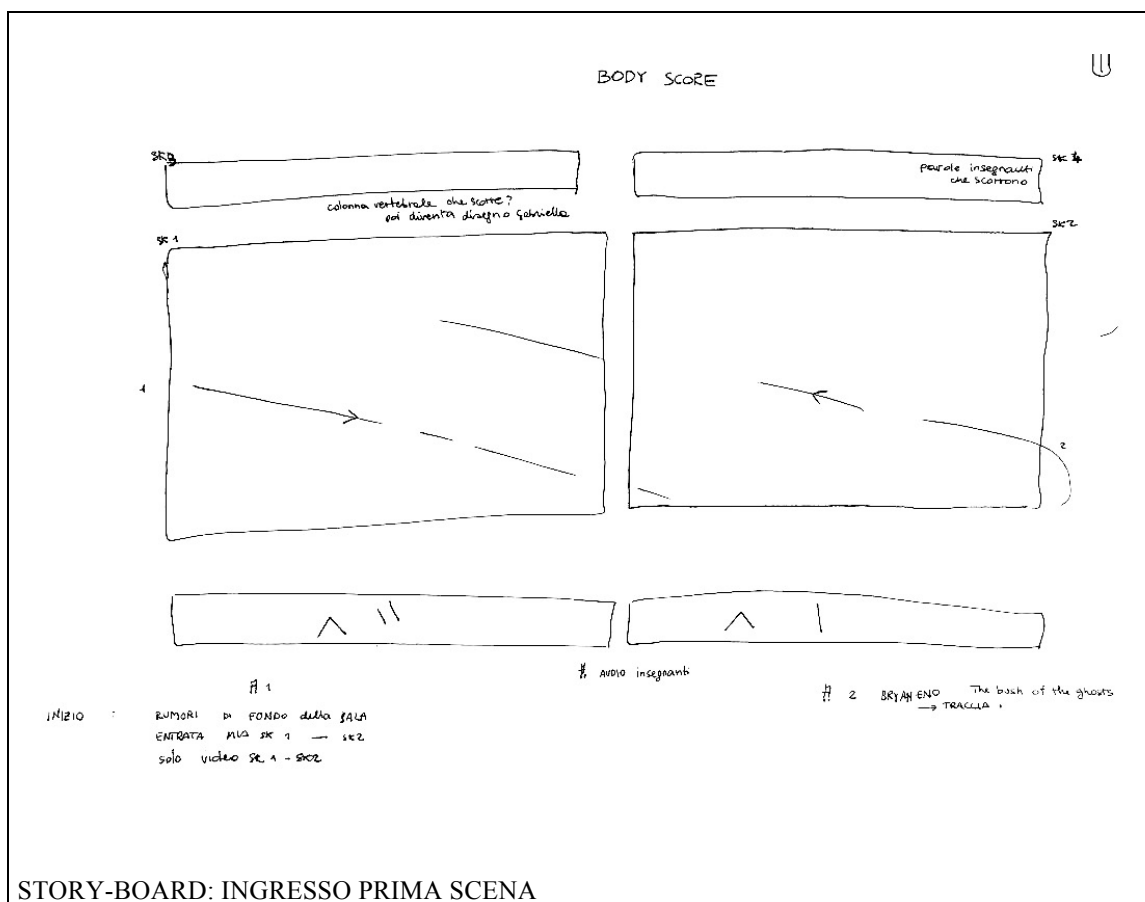 BODY SCORE
SK3
SK 4
parole insegnanti
che scorrono
colonna vertebrale che scorre?
poi diventa disegno Gabriella
SK 1
SK2
1
2
# 1
# AUDIO insegnanti
# 2 BRYAN ENO The bush of the ghosts
→ TRACCIA 1
INIZIO : RUMORI DI FONDO della SALA
ENTRATA MIA SK 1 — SK2
solo video SK 1 - SK2
STORY-BOARD: INGRESSO PRIMA SCENA